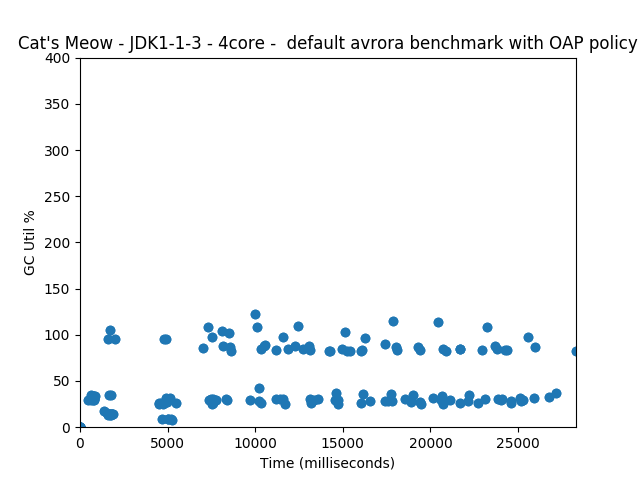 Cat's Meow - JDK1-1-3 - 4core -  default avrora benchmark with OAP policy
400
350
300
250
200
150
100
50
0
GC Util %
0 5000 10000 15000 20000 25000
Time (milliseconds)